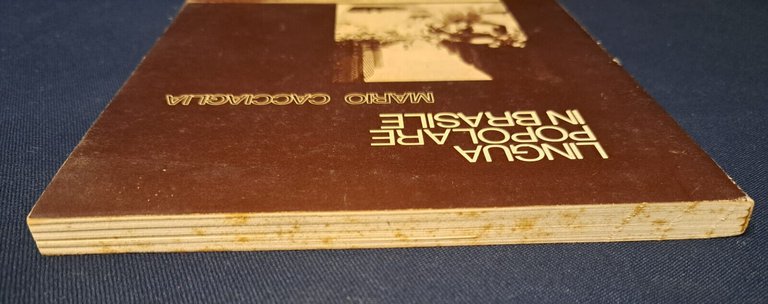 LINGUA
POPOLARE
IN BRASILE
MARIO CACCIAGLIA